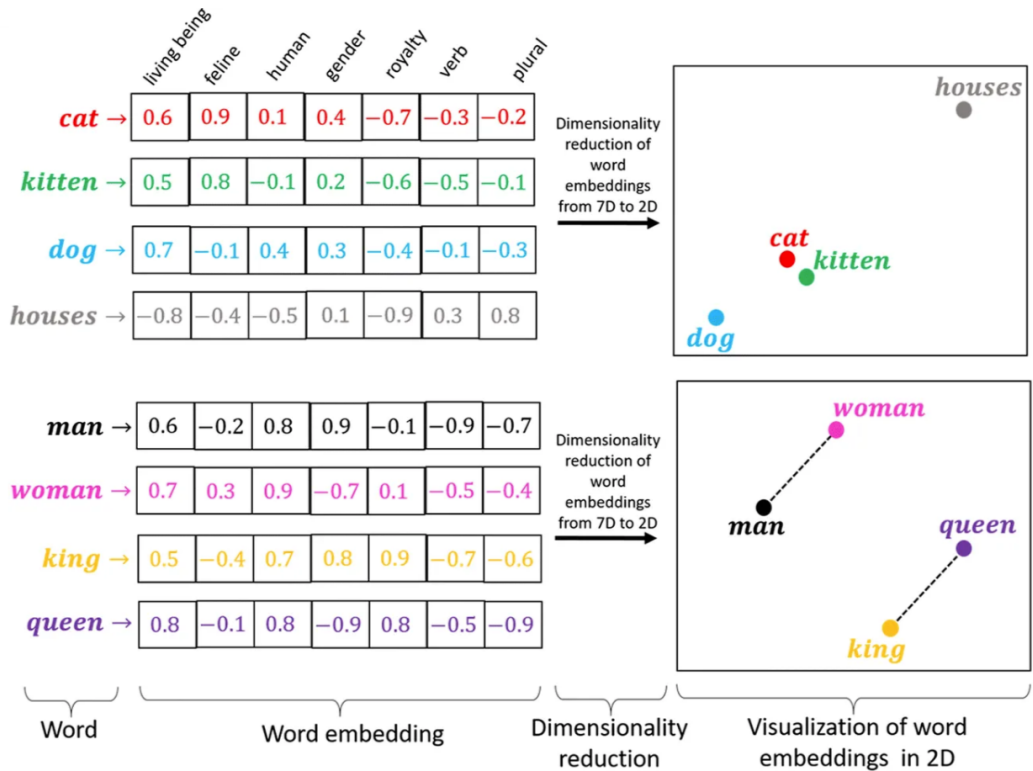 living being feline human gender royalty verb plural
cat → 0.6 0.9 0.1 0.4 −0.7 −0.3 −0.2
kitten → 0.5 0.8 −0.1 0.2 −0.6 −0.5 −0.1
dog → 0.7 −0.1 0.4 0.3 −0.4 −0.1 −0.3
houses → −0.8 −0.4 −0.5 0.1 −0.9 0.3 0.8
Dimensionality
reduction of
word
embeddings
from 7D to 2D
houses
cat
kitten
dog
man → 0.6 −0.2 0.8 0.9 −0.1 −0.9 −0.7
woman → 0.7 0.3 0.9 −0.7 0.1 −0.5 −0.4
king → 0.5 −0.4 0.7 0.8 0.9 −0.7 −0.6
queen → 0.8 −0.1 0.8 −0.9 0.8 −0.5 −0.9
Dimensionality
reduction of
word
embeddings
from 7D to 2D
woman
man
queen
king
Word
Word embedding
Dimensionality
reduction
Visualization of word
embeddings in 2D